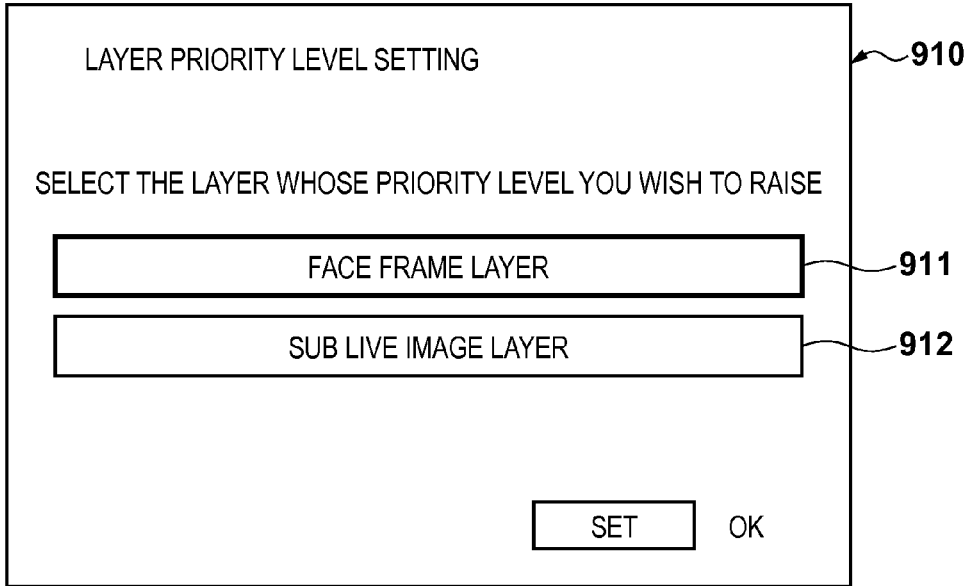 LAYER PRIORITY LEVEL SETTING
910
SELECT THE LAYER WHOSE PRIORITY LEVEL YOU WISH TO RAISE
FACE FRAME LAYER
911
SUB LIVE IMAGE LAYER
912
SET OK